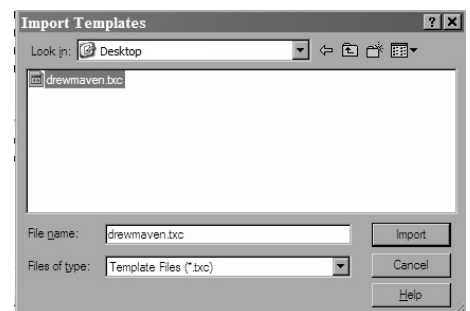 Import Templates
Look in: Desktop
drewmaven.txc
File name: drewmaven.txc Import
Files of type: Template Files (*.txc) Cancel
Help